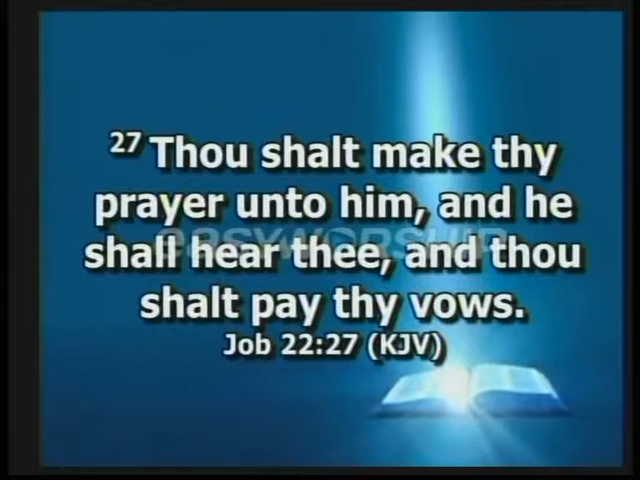 27 Thou shalt make thy
prayer unto him, and he
easyworship
shall hear thee, and thou
shalt pay thy vows.
Job 22:27 (KJV)